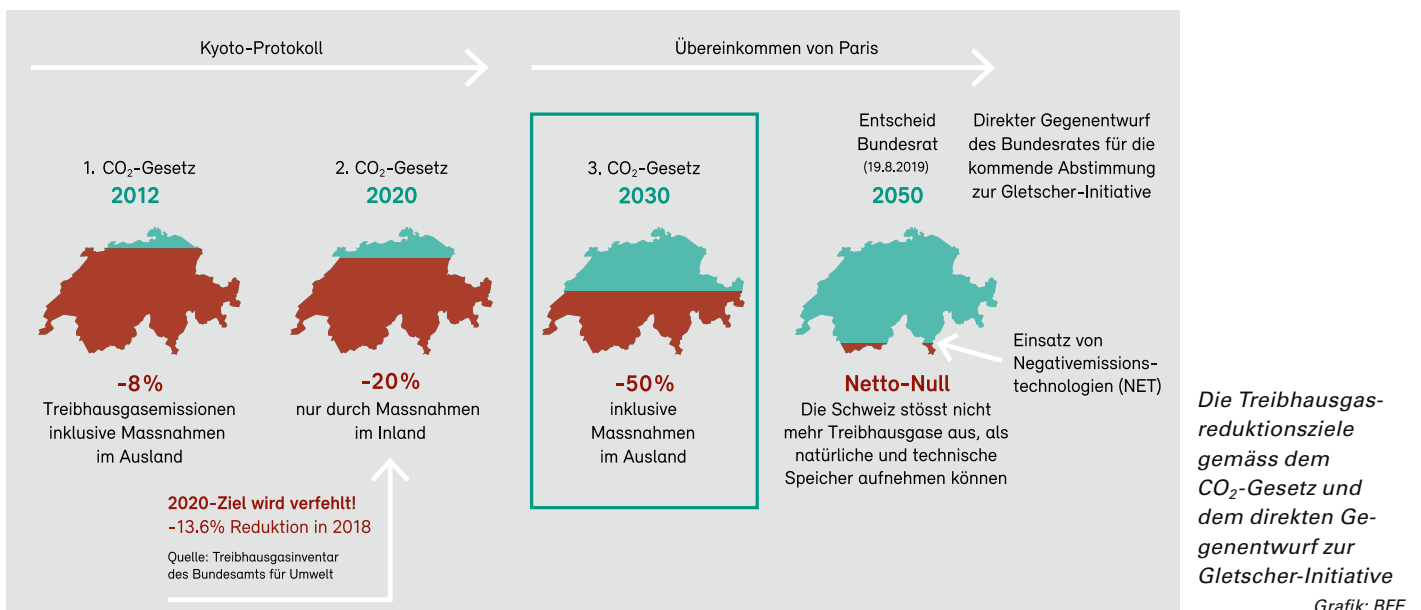 Kyoto-Protokoll
Übereinkommen von Paris
1. CO₂-Gesetz
2012
-8%
Treibhausgasemissionen
inklusive Massnahmen
im Ausland
2. CO₂-Gesetz
2020
-20%
nur durch Massnahmen
im Inland
2020-Ziel wird verfehlt!
-13.6% Reduktion in 2018
Quelle: Treibhausgasinventar
des Bundesamts für Umwelt
3. CO₂-Gesetz
2030
-50%
inklusive
Massnahmen
im Ausland
Entscheid
Bundesrat
(19.8.2019)
2050
Netto-Null
Die Schweiz stösst nicht
mehr Treibhausgase aus, als
natürliche und technische
Speicher aufnehmen können
Direkter Gegenentwurf
des Bundesrates für die
kommende Abstimmung
zur Gletscher-Initiative
Einsatz von
Negativemissions-
technologien (NET)
Die Treibhausgas-
reduktionsziele
gemäss dem
CO₂-Gesetz und
dem direkten Ge-
genentwurf zur
Gletscher-Initiative
Grafik: BFE